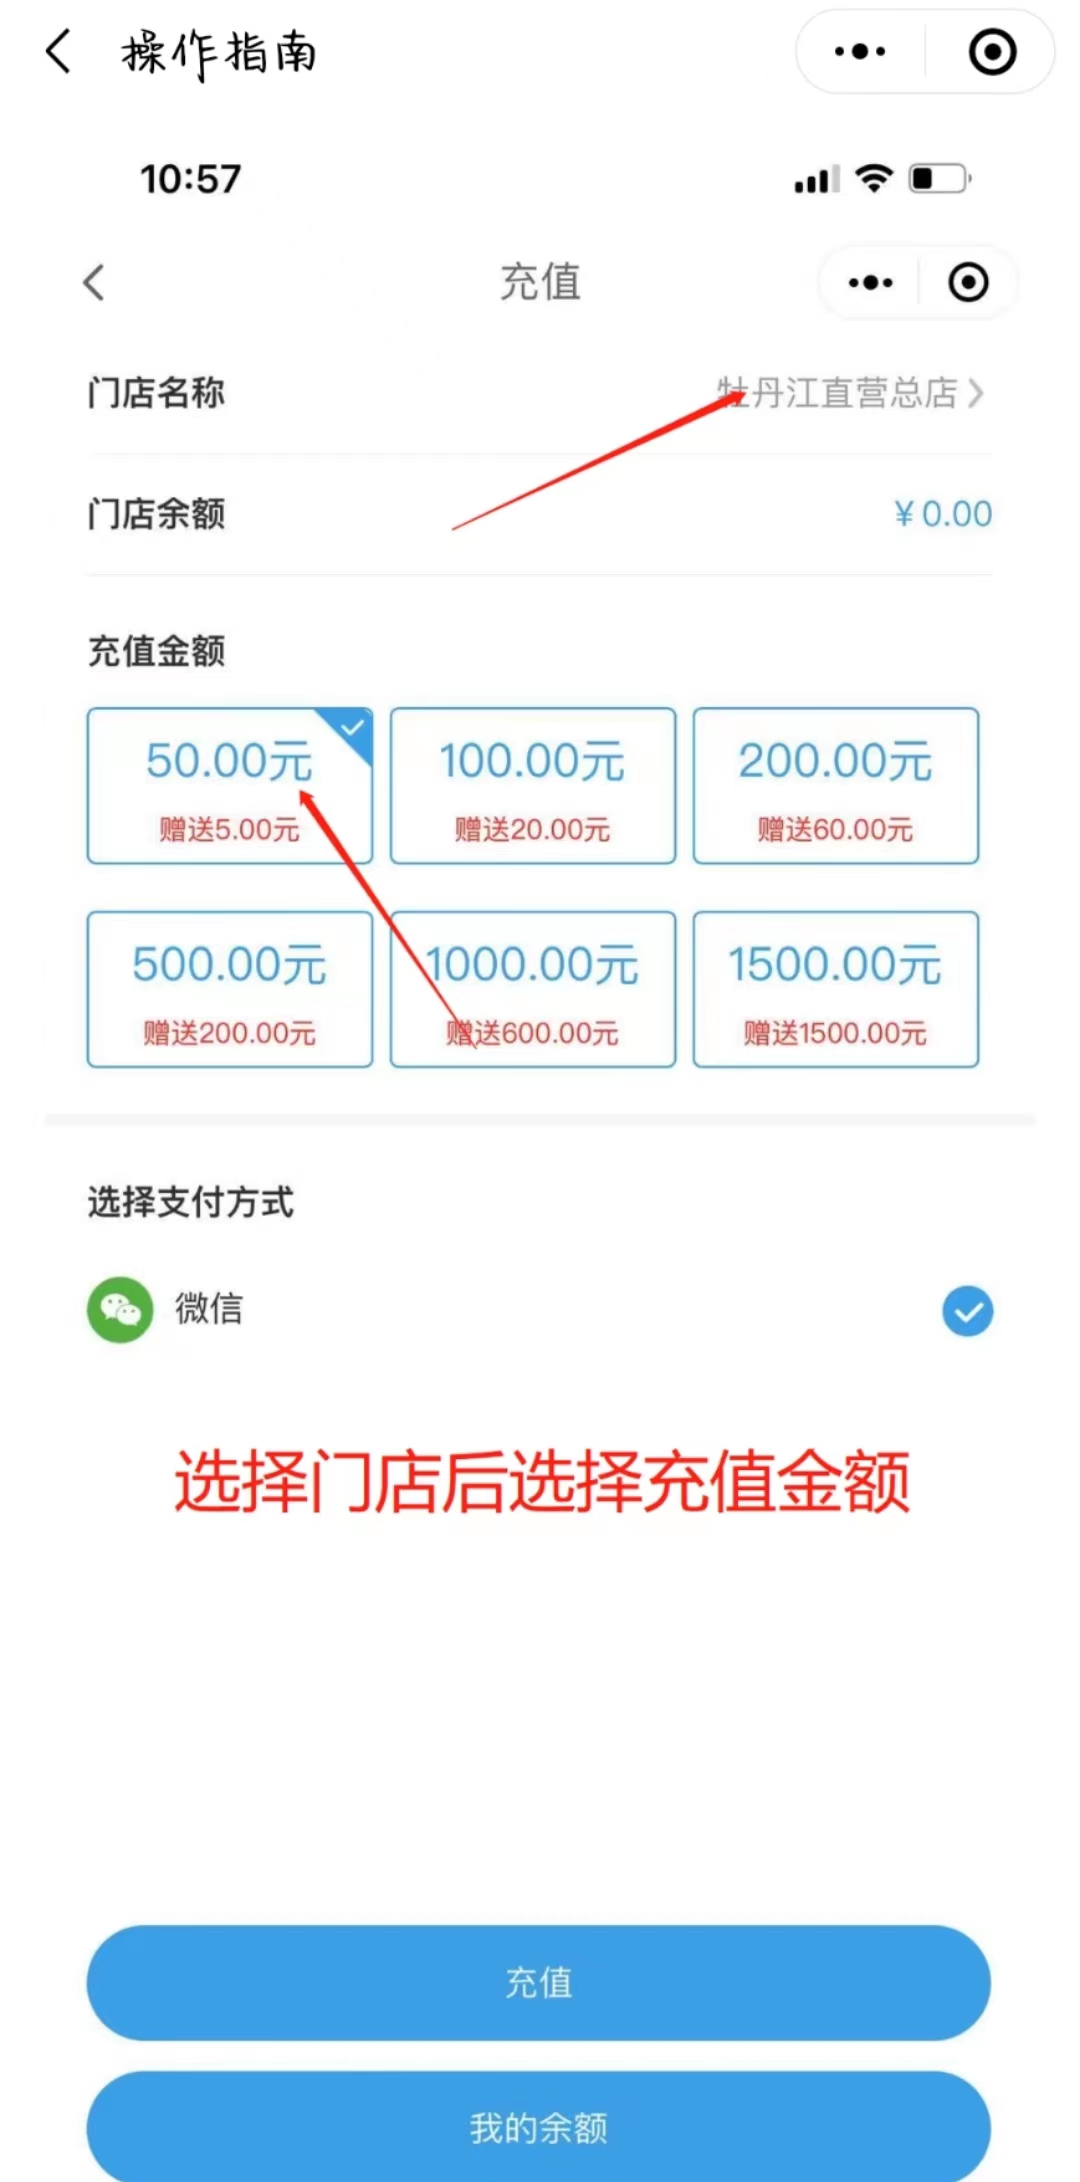 操作指南
10:57
充值
门店名称 牡丹江直营总店
门店余额 ¥0.00
充值金额
50.00元 100.00元 200.00元
赠送5.00元 赠送20.00元 赠送60.00元
500.00元 1000.00元 1500.00元
赠送200.00元 赠送600.00元 赠送1500.00元
选择支付方式
微信
选择门店后选择充值金额
充值
我的余额